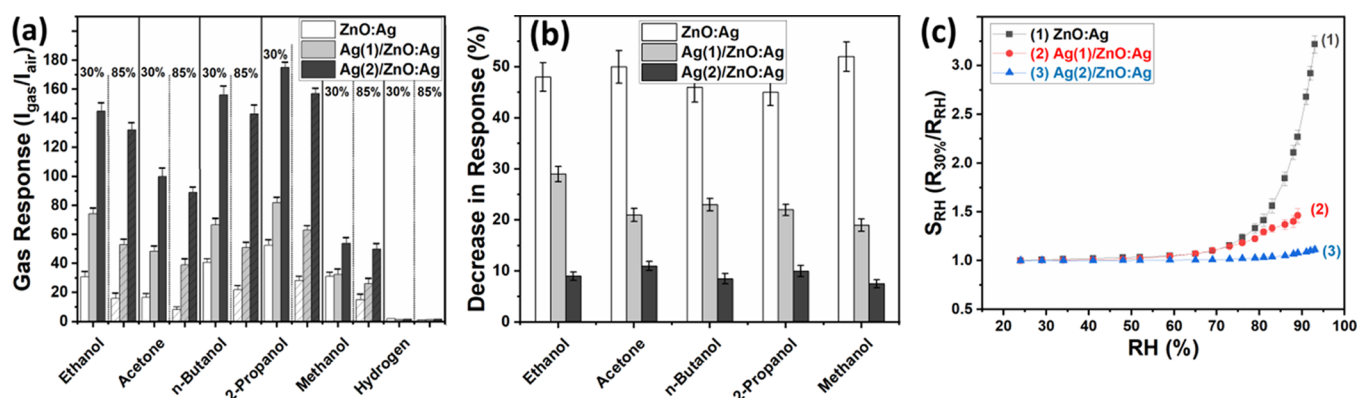 (a)
ZnO:Ag
Ag(1)/ZnO:Ag
Ag(2)/ZnO:Ag
Gas Response (Igas/Iair)
180
160
140
120
100
80
60
40
20
0
30% 85% 30% 85% 30% 85% 30% 85% 30% 85% 30% 85%
Ethanol
Acetone
n-Butanol
2-Propanol
Methanol
Hydrogen
(b)
ZnO:Ag
Ag(1)/ZnO:Ag
Ag(2)/ZnO:Ag
Decrease in Response (%)
50
40
30
20
10
0
Ethanol
Acetone
n-Butanol
2-Propanol
Methanol
(c)
(1) ZnO:Ag
(2) Ag(1)/ZnO:Ag
(3) Ag(2)/ZnO:Ag
(1)
(2)
(3)
SRH (R30%/RRH)
3.0
2.5
2.0
1.5
1.0
0.5
20 30 40 50 60 70 80 90 100
RH (%)